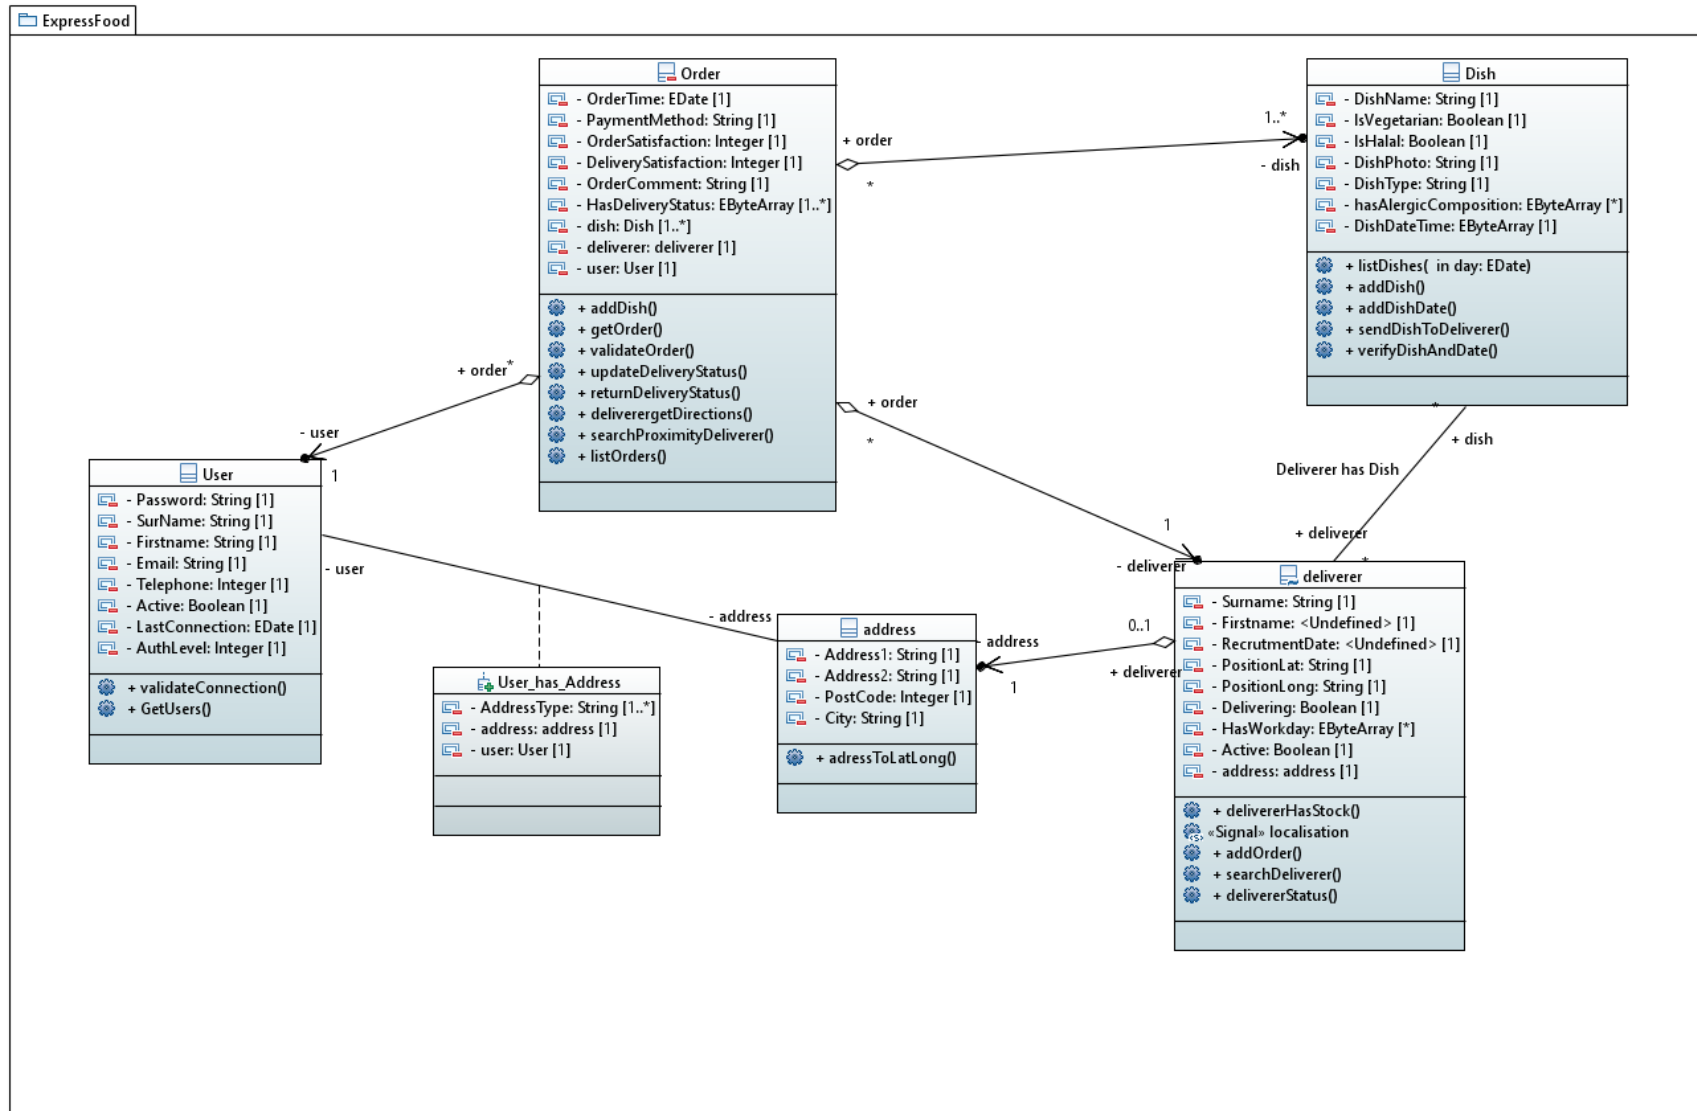 ExpressFood
Order
- OrderTime: EDate [1]
- PaymentMethod: String [1]
- OrderSatisfaction: Integer [1]
- DeliverySatisfaction: Integer [1]
- OrderComment: String [1]
- HasDeliveryStatus: EByteArray [1..*]
- dish: Dish [1..*]
- deliverer: deliverer [1]
- user: User [1]
+ addDish()
+ getOrder()
+ validateOrder()
+ updateDeliveryStatus()
+ returnDeliveryStatus()
+ deliverergetDirections()
+ searchProximityDeliverer()
+ listOrders()
+ order
*
1..*
- dish
Dish
- DishName: String [1]
- IsVegetarian: Boolean [1]
- IsHalal: Boolean [1]
- DishPhoto: String [1]
- DishType: String [1]
- hasAlergicComposition: EByteArray [*]
- DishDateTime: EByteArray [1]
+ listDishes(  in day: EDate)
+ addDish()
+ addDishDate()
+ sendDishToDeliverer()
+ verifyDishAndDate()
+ order
*
- user
1
+ order
*
1
- deliverer
*
+ dish
Deliverer has Dish
+ deliverer
*
User
- Password: String [1]
- SurName: String [1]
- Firstname: String [1]
- Email: String [1]
- Telephone: Integer [1]
- Active: Boolean [1]
- LastConnection: EDate [1]
- AuthLevel: Integer [1]
+ validateConnection()
+ GetUsers()
- user
- address
User_has_Address
- AddressType: String [1..*]
- address: address [1]
- user: User [1]
address
- Address1: String [1]
- Address2: String [1]
- PostCode: Integer [1]
- City: String [1]
+ adressToLatLong()
- address
1
0..1
+ deliverer
deliverer
- Surname: String [1]
- Firstname: <Undefined> [1]
- RecrutmentDate: <Undefined> [1]
- PositionLat: String [1]
- PositionLong: String [1]
- Delivering: Boolean [1]
- HasWorkday: EByteArray [*]
- Active: Boolean [1]
- address: address [1]
+ delivererHasStock()
«Signal» localisation
+ addOrder()
+ searchDeliverer()
+ delivererStatus()